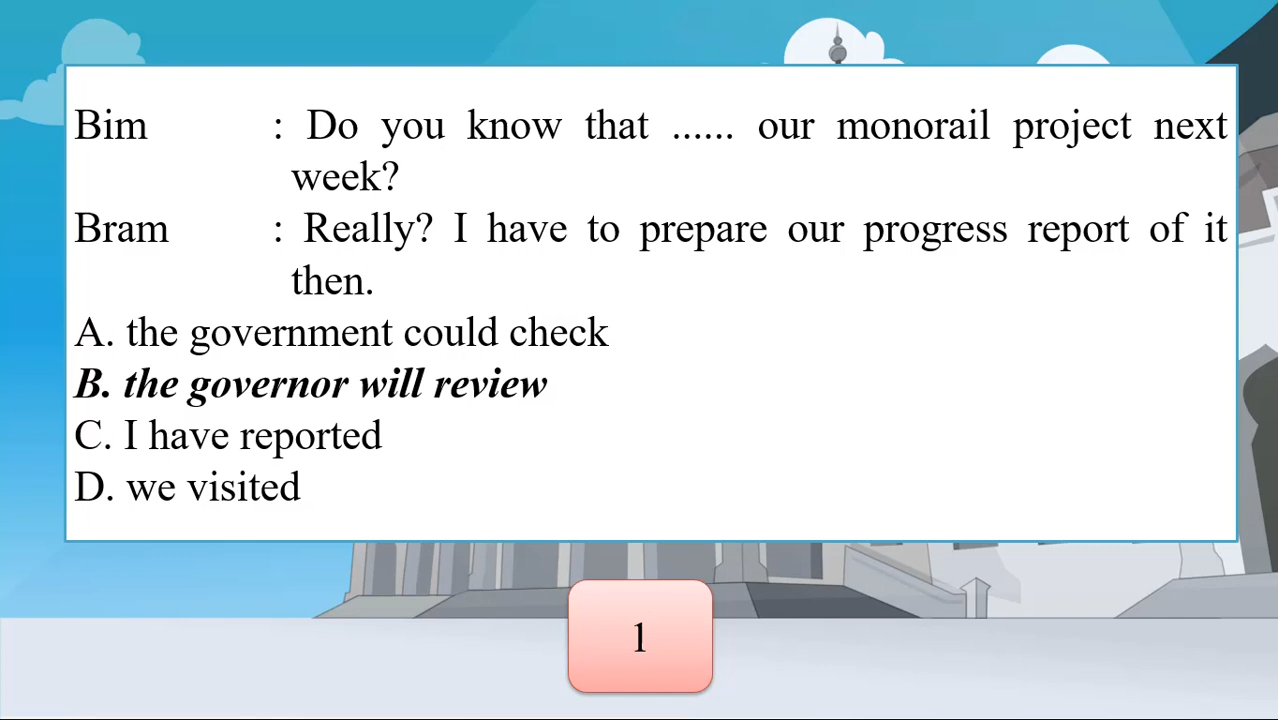 Bim : Do you know that ...... our monorail project next
week?
Bram : Really? I have to prepare our progress report of it
then.
A. the government could check
B. the governor will review
C. I have reported
D. we visited
1